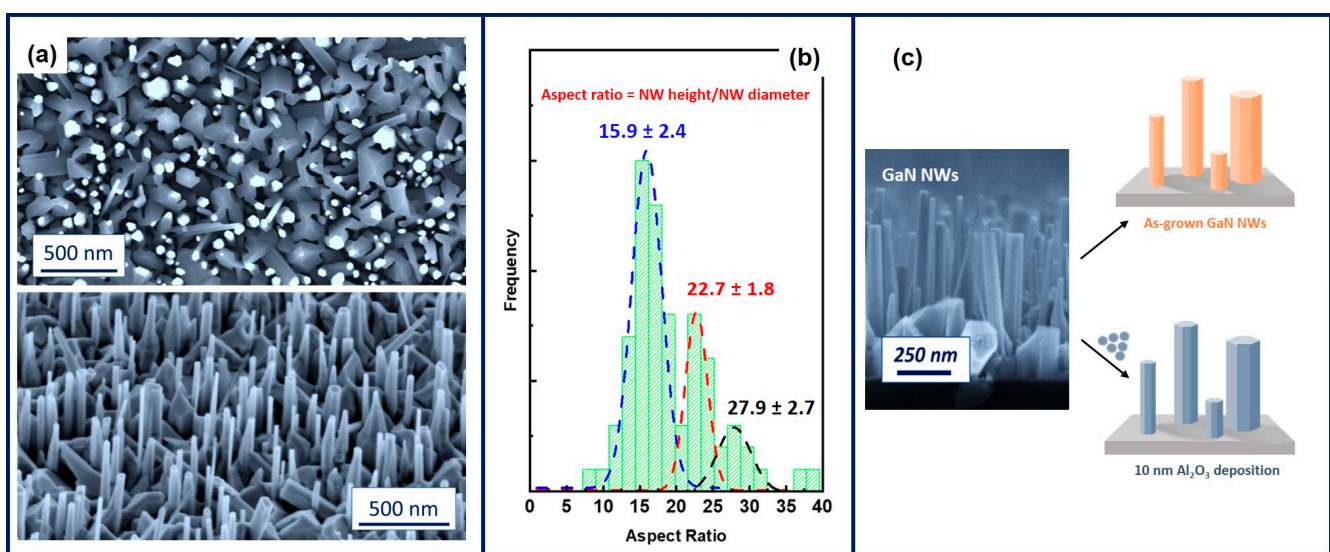 (a)
500 nm
500 nm
(b)
Aspect ratio = NW height/NW diameter
15.9 ± 2.4
22.7 ± 1.8
27.9 ± 2.7
Frequency
0 5 10 15 20 25 30 35 40
Aspect Ratio
(c)
GaN NWs
250 nm
As-grown GaN NWs
10 nm Al₂O₃ deposition